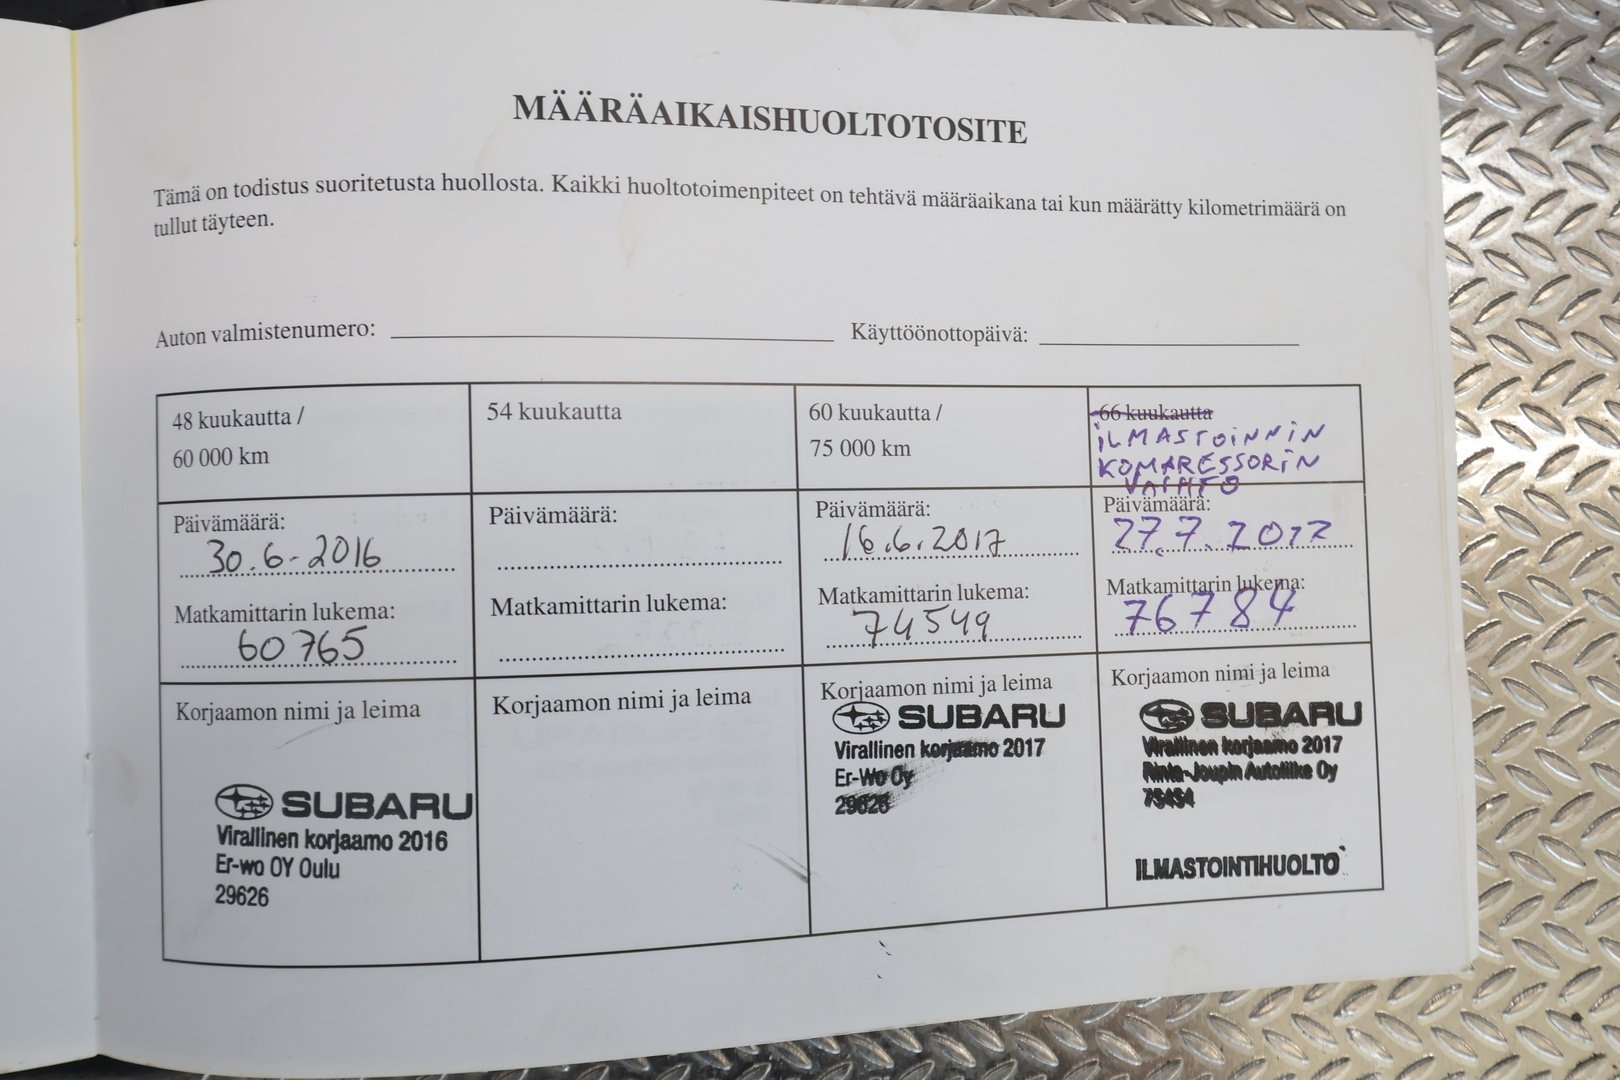 MÄÄRÄAIKAISHUOLTOTOSITE
Tämä on todistus suoritetusta huollosta. Kaikki huoltotoimenpiteet on tehtävä määräaikana tai kun määrätty kilometrimäärä on
tullut täyteen.
Auton valmistenumero:
Käyttöönottopäivä:
48 kuukautta /
60 000 km
Päivämäärä:
30.6-2016
Matkamittarin lukema:
60765
Korjaamon nimi ja leima
SUBARU
Virallinen korjaamo 2016
Er-wo OY Oulu
29626
54 kuukautta
Päivämäärä:
Matkamittarin lukema:
Korjaamon nimi ja leima
60 kuukautta /
75 000 km
Päivämäärä:
16.6.2017
Matkamittarin lukema:
74549
Korjaamon nimi ja leima
SUBARU
Virallinen korjaamo 2017
Er-Wo Oy
29626
66 kuukautta
iLMASTOiNNiN
KOMPRESSORiN
VAIHTO
Päivämäärä:
27.7.2017
Matkamittarin lukema:
76784
Korjaamon nimi ja leima
SUBARU
Virallinen korjaamo 2017
Rinta-Joupin Autoliike Oy
ILMASTOINTIHUOLTO